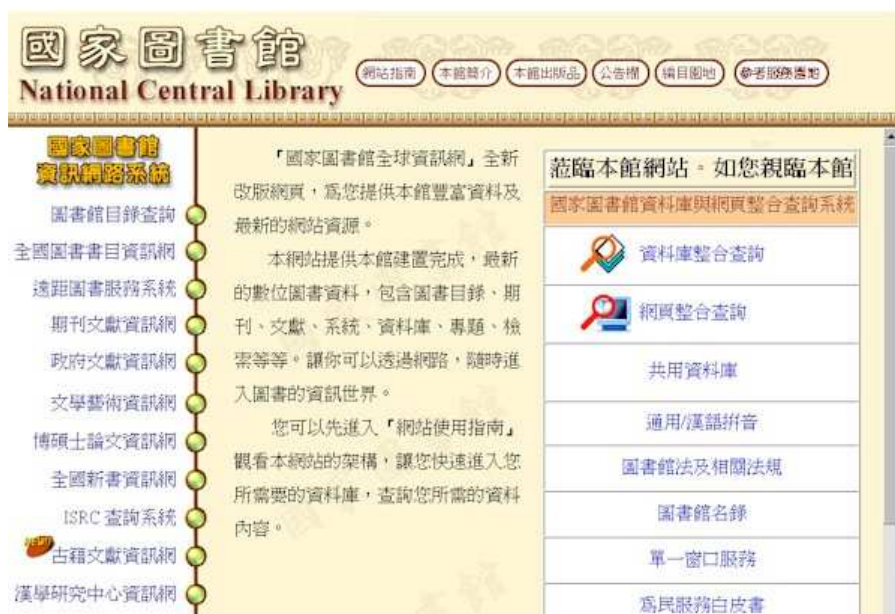 國家圖書館
National Central Library
網站指南
本館簡介
本館出版品
公告欄
編目園地
參考服務園地
國家圖書館
資訊網路系統
圖書館目錄查詢
全國圖書書目資訊網
遠距圖書服務系統
期刊文獻資訊網
政府文獻資訊網
文學藝術資訊網
博碩士論文資訊網
全國新書資訊網
ISRC 查詢系統
NEW!
古籍文獻資訊網
漢學研究中心資訊網
「國家圖書館全球資訊網」全新
改版網頁，為您提供本館豐富資料及
最新的網站資源。
本網站提供本館建置完成，最新
的數位圖書資料，包含圖書目錄、期
刊、文獻、系統、資料庫、專題、檢
索等等。讓你可以透過網路，隨時進
入圖書的資訊世界。
您可以先進入「網站使用指南」
觀看本網站的架構，讓您快速進入您
所需要的資料庫，查詢您所需的資料
內容。
蒞臨本館網站。如您親臨本館
國家圖書館資料庫與網頁整合查詢系統
資料庫整合查詢
網頁整合查詢
共用資料庫
通用/漢語拼音
圖書館法及相關法規
圖書館名錄
單一窗口服務
為民服務白皮書